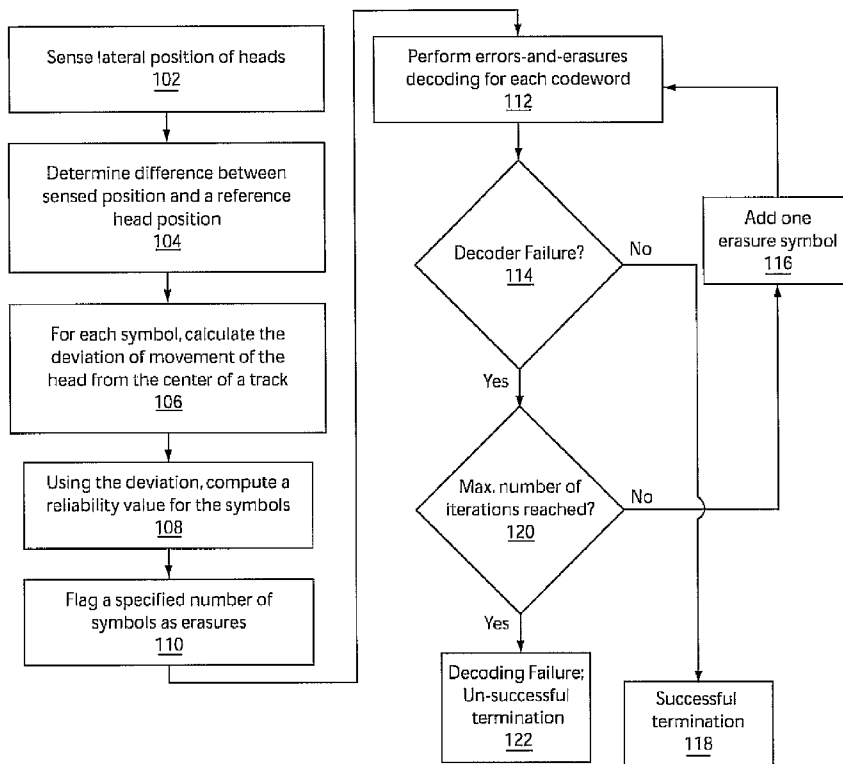 Sense lateral position of heads
102
Determine difference between
sensed position and a reference
head position
104
For each symbol, calculate the
deviation of movement of the
head from the center of a track
106
Using the deviation, compute a
reliability value for the symbols
108
Flag a specified number of
symbols as erasures
110
Perform errors-and-erasures
decoding for each codeword
112
Decoder Failure?
114
No
Yes
Add one
erasure symbol
116
Max. number of
iterations reached?
120
No
Yes
Decoding Failure;
Un-successful
termination
122
Successful
termination
118